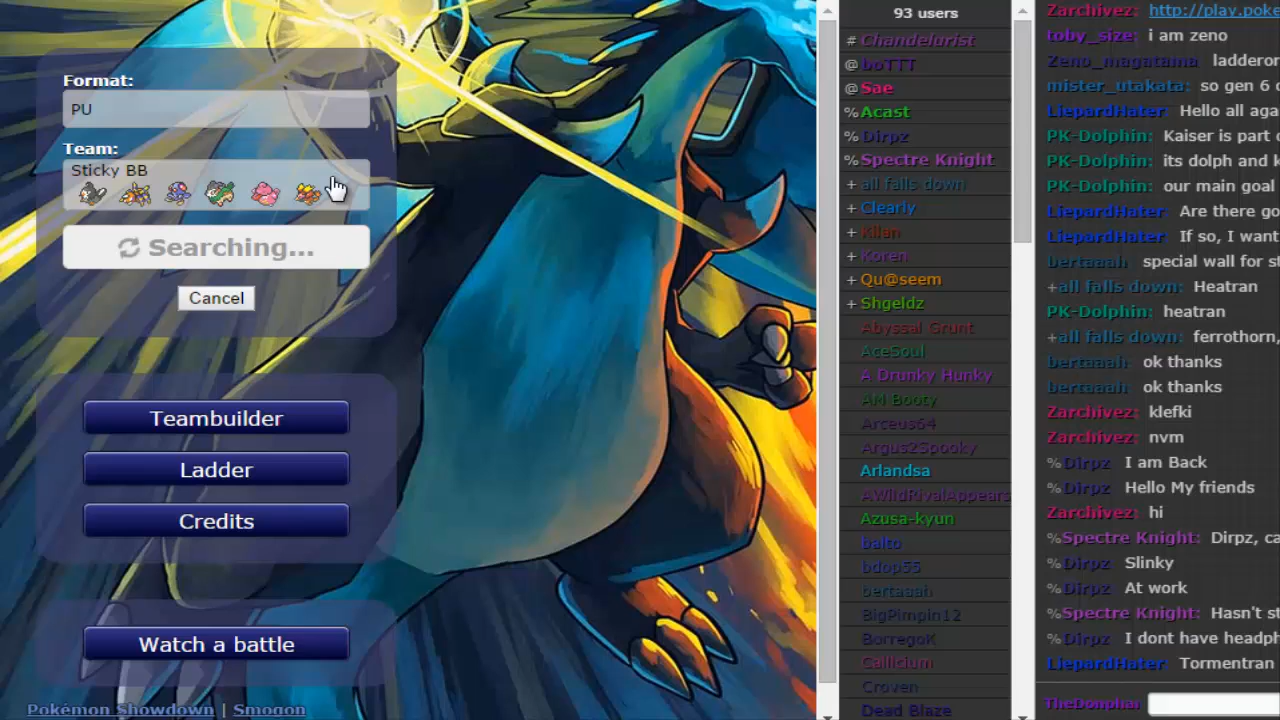 Format:
PU
Team:
Sticky BB
Searching...
Cancel
Teambuilder
Ladder
Credits
Watch a battle
Pokémon Showdown | Smogon
93 users
# Chandelurist
@ boTTT
@ Sae
% Acast
% Dirpz
% Spectre Knight
+ all falls down
+ Clearly
+ Kilan
+ Koren
+ Qu@seem
+ Shgeldz
Abyssal Grunt
AceSoul
A Drunky Hunky
AM Booty
Arceus64
Argus2Spooky
Arlandsa
AWildRivalAppears
Azusa-kyun
balto
bdop55
bertaaah
BigPimpin12
BorregoK
Callicium
Croven
Dead Blaze
Zarchivez: http://play.poke
toby_size: i am zeno
Zeno_magatama: ladderor
mister_utakata: so gen 6 o
LiepardHater: Hello all aga
PK-Dolphin: Kaiser is part o
PK-Dolphin: its dolph and k
PK-Dolphin: our main goal
LiepardHater: Are there go
LiepardHater: If so, I want
bertaaah: special wall for st
+all falls down: Heatran
PK-Dolphin: heatran
+all falls down: ferrothorn,
bertaaah: ok thanks
bertaaah: ok thanks
Zarchivez: klefki
Zarchivez: nvm
%Dirpz: I am Back
%Dirpz: Hello My friends
Zarchivez: hi
%Spectre Knight: Dirpz, ca
%Dirpz: Slinky
%Dirpz: At work
%Spectre Knight: Hasn't st
%Dirpz: I dont have headph
LiepardHater: Tormentran
TheDonphan